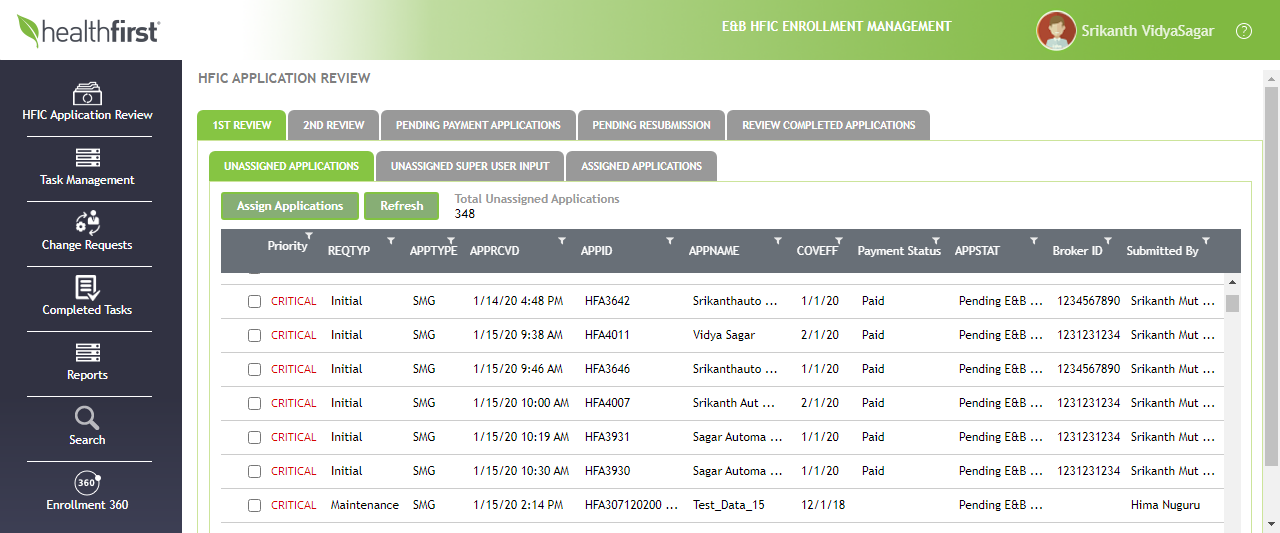 healthfirst
E&B HFIC ENROLLMENT MANAGEMENT
Srikanth VidyaSagar
?
HFIC Application Review
Task Management
Change Requests
Completed Tasks
Reports
Search
360°
Enrollment 360
HFIC APPLICATION REVIEW
1ST REVIEW 2ND REVIEW PENDING PAYMENT APPLICATIONS PENDING RESUBMISSION REVIEW COMPLETED APPLICATIONS
UNASSIGNED APPLICATIONS UNASSIGNED SUPER USER INPUT ASSIGNED APPLICATIONS
Assign Applications Refresh Total Unassigned Applications
348
Priority REQTYP APPTYPE APPRCVD APPID APPNAME COVEFF Payment Status APPSTAT Broker ID Submitted By
CRITICAL Initial SMG 1/14/20 4:48 PM HFA3642 Srikanthauto ... 1/1/20 Paid Pending E&B ... 1234567890 Srikanth Mut ...
CRITICAL Initial SMG 1/15/20 9:38 AM HFA4011 Vidya Sagar 2/1/20 Paid Pending E&B ... 1231231234 Srikanth Mut ...
CRITICAL Initial SMG 1/15/20 9:46 AM HFA3646 Srikanthauto ... 1/1/20 Paid Pending E&B ... 1234567890 Srikanth Mut ...
CRITICAL Initial SMG 1/15/20 10:00 AM HFA4007 Srikanth Aut ... 2/1/20 Paid Pending E&B ... 1231231234 Srikanth Mut ...
CRITICAL Initial SMG 1/15/20 10:19 AM HFA3931 Sagar Automa ... 1/1/20 Paid Pending E&B ... 1231231234 Srikanth Mut ...
CRITICAL Initial SMG 1/15/20 10:30 AM HFA3930 Sagar Automa ... 1/1/20 Paid Pending E&B ... 1231231234 Srikanth Mut ...
CRITICAL Maintenance SMG 1/15/20 2:14 PM HFA307120200 ... Test_Data_15 12/1/18 Pending E&B ... Hima Nuguru